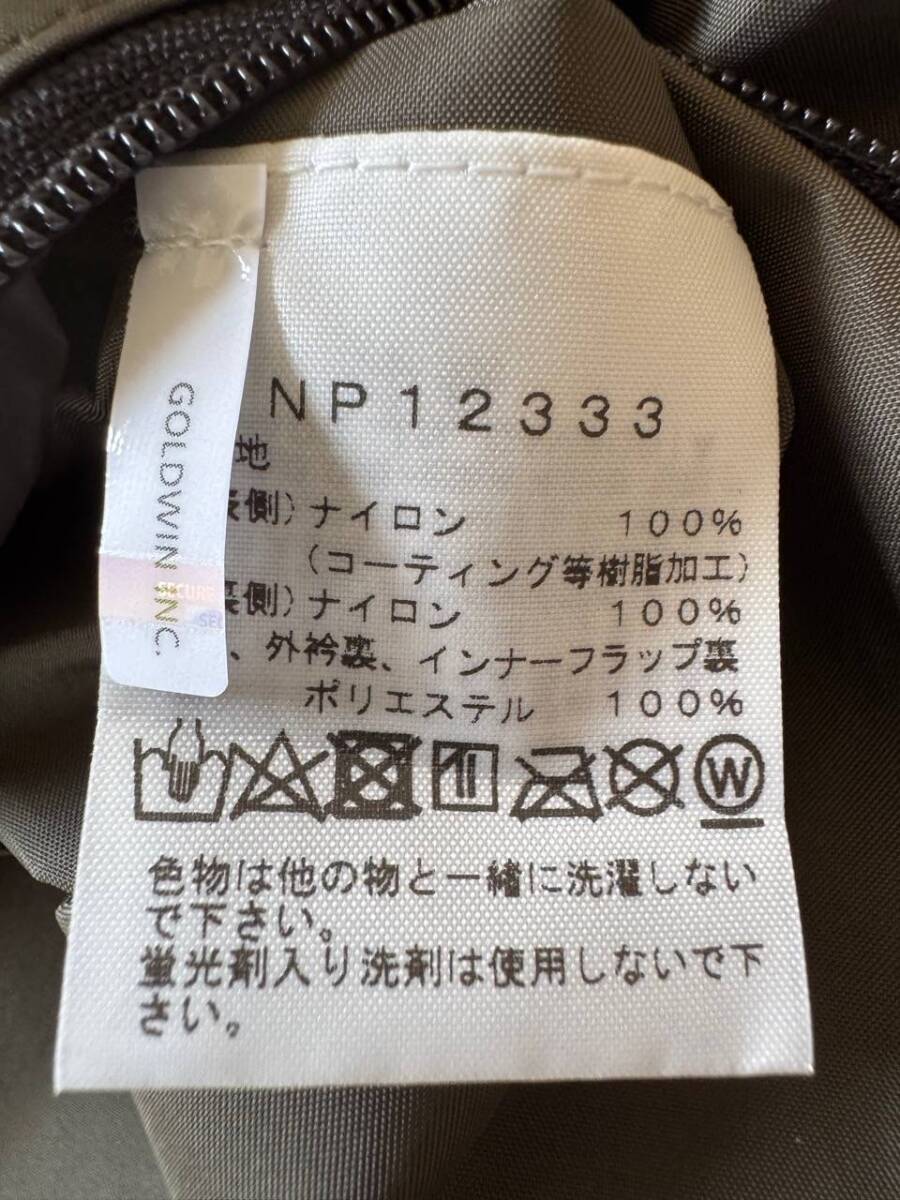 GOLDWIN INC.
SECURE
SEC
NP12333
地
側)ナイロン 100%
(コーティング等樹脂加工)
側)ナイロン 100%
、外衿裏、インナーフラップ裏
ポリエステル 100%
W
色物は他の物と一緒に洗濯しない
で下さい。
蛍光剤入り洗剤は使用しないで下
さい。